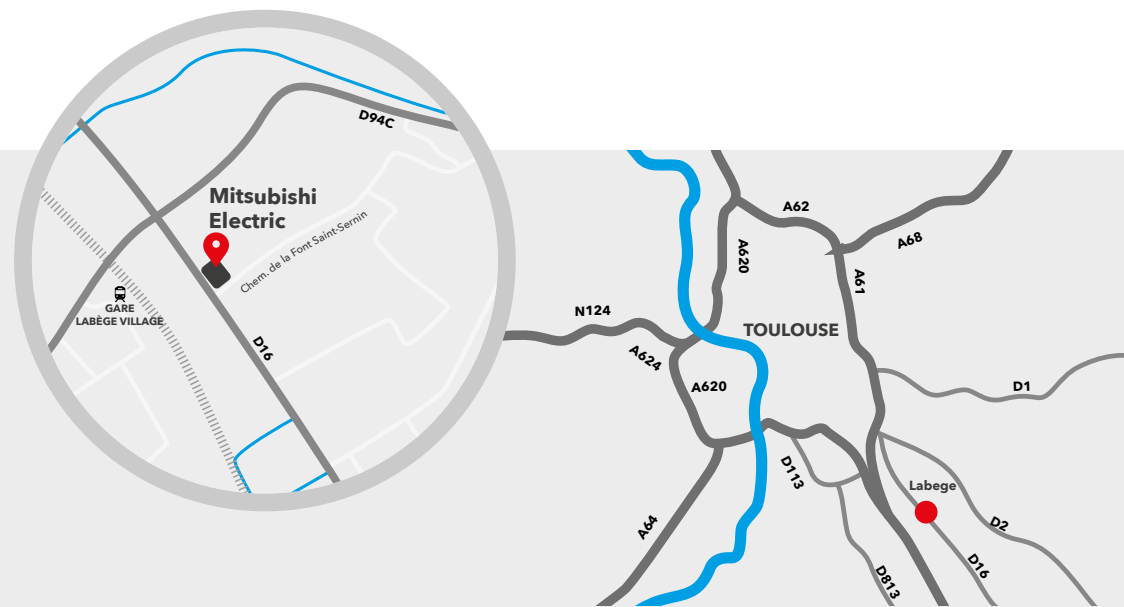 D94C
Mitsubishi
Electric
Chem. de la Font Saint-Sernin
GARE
LABÈGE VILLAGE
D16
A62
A68
A620
A61
N124
TOULOUSE
A624
A620
D1
D113
Labege
A64
D2
D16
D813